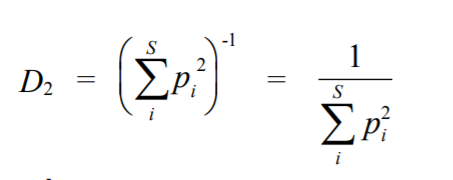 D₂ = (∑ᵢˢ pᵢ²)⁻¹ = 1 / ∑ᵢˢ pᵢ²